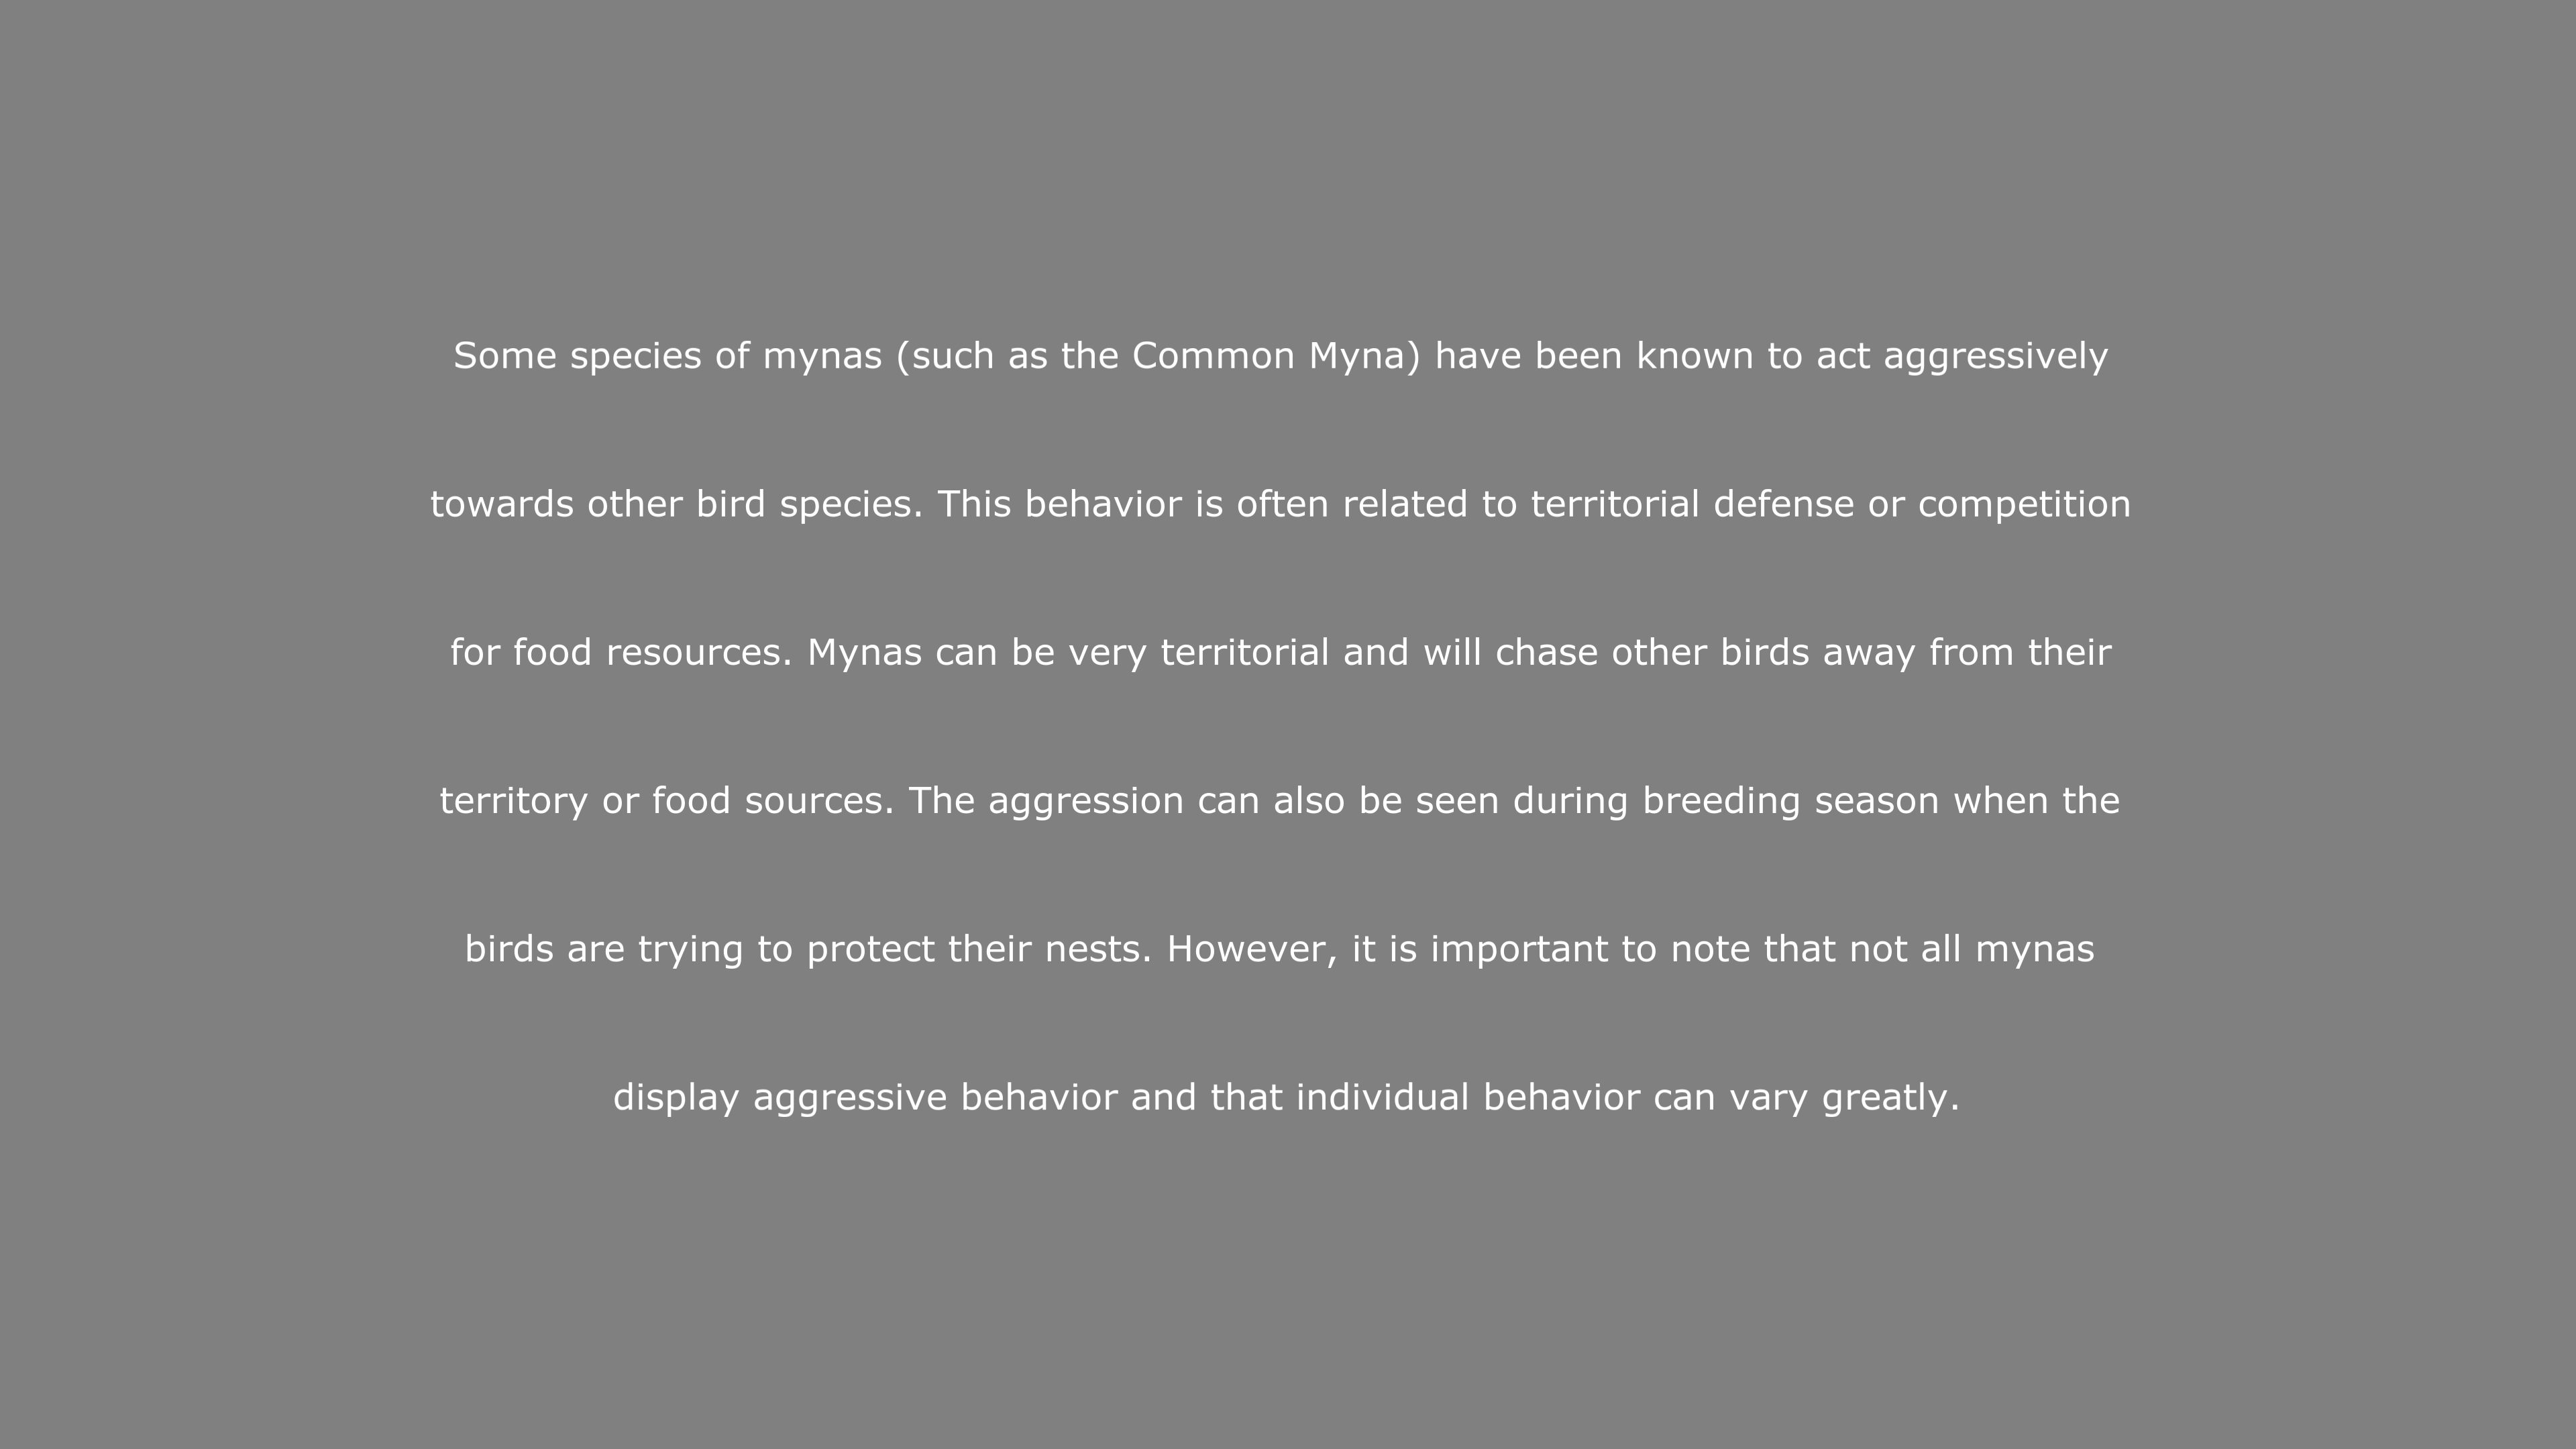 Some species of mynas (such as the Common Myna) have been known to act aggressively
towards other bird species. This behavior is often related to territorial defense or competition
for food resources. Mynas can be very territorial and will chase other birds away from their
territory or food sources. The aggression can also be seen during breeding season when the
birds are trying to protect their nests. However, it is important to note that not all mynas
display aggressive behavior and that individual behavior can vary greatly.